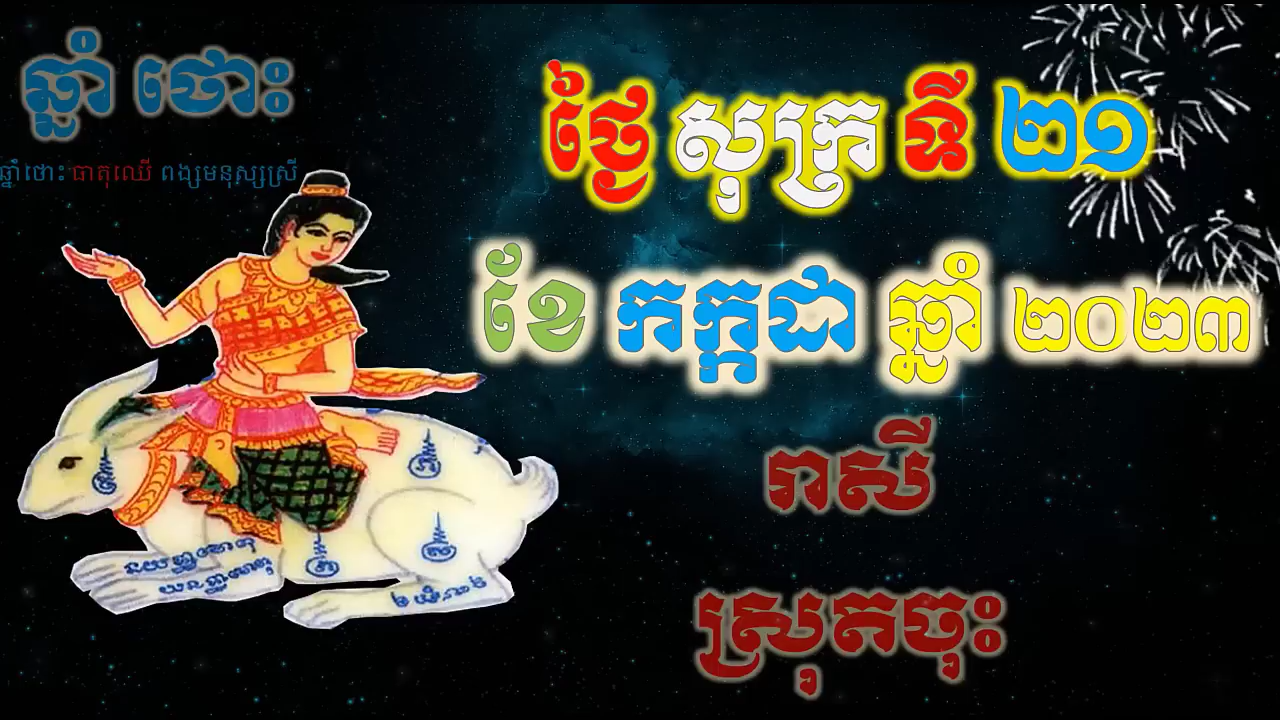 ឆ្នាំ ថោះ
ឆ្នាំថោះ ធាតុឈើ ពង្សមនុស្សស្រី
ថ្ងៃ សុក្រ ទី ២១
ខែ កក្កដា ឆ្នាំ ២០២៣
រាសី
ស្រុតចុះ